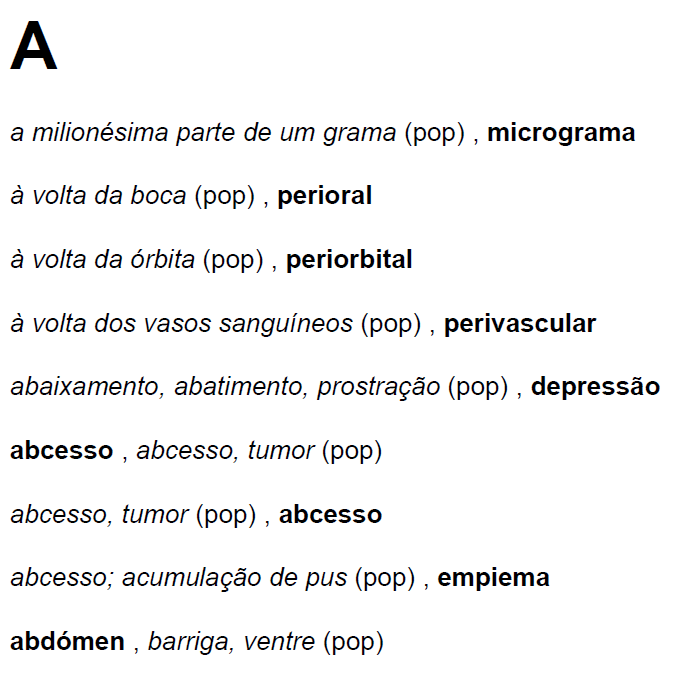 A
a milionésima parte de um grama (pop) , micrograma
à volta da boca (pop) , perioral
à volta da órbita (pop) , periorbital
à volta dos vasos sanguíneos (pop) , perivascular
abaixamento, abatimento, prostração (pop) , depressão
abcesso , abcesso, tumor (pop)
abcesso, tumor (pop) , abcesso
abcesso; acumulação de pus (pop) , empiema
abdómen , barriga, ventre (pop)